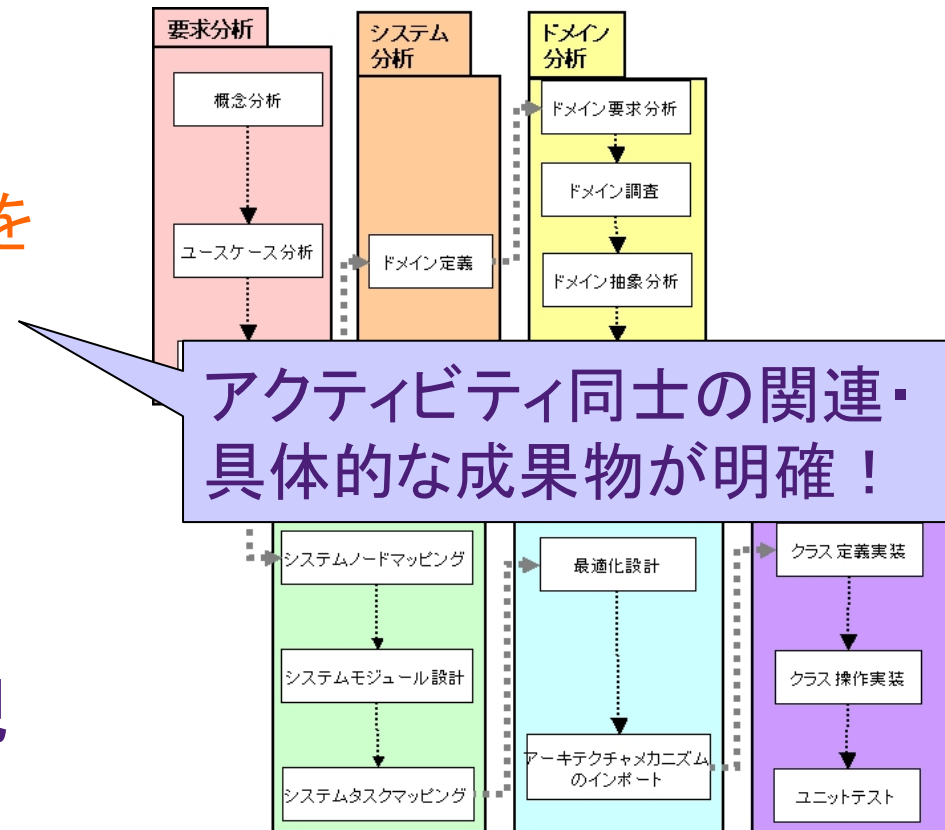 要求分析
システム
分析
ドメイン
分析
概念分析
ユースケース分析
ドメイン定義
ドメイン要求分析
ドメイン調査
ドメイン抽象分析
を
アクティビティ同士の関連・
具体的な成果物が明確！
システムノードマッピング
システムモジュール設計
システムタスクマッピング
最適化設計
アーキテクチャメカニズム
のインポート
クラス定義実装
クラス操作実装
ユニットテスト